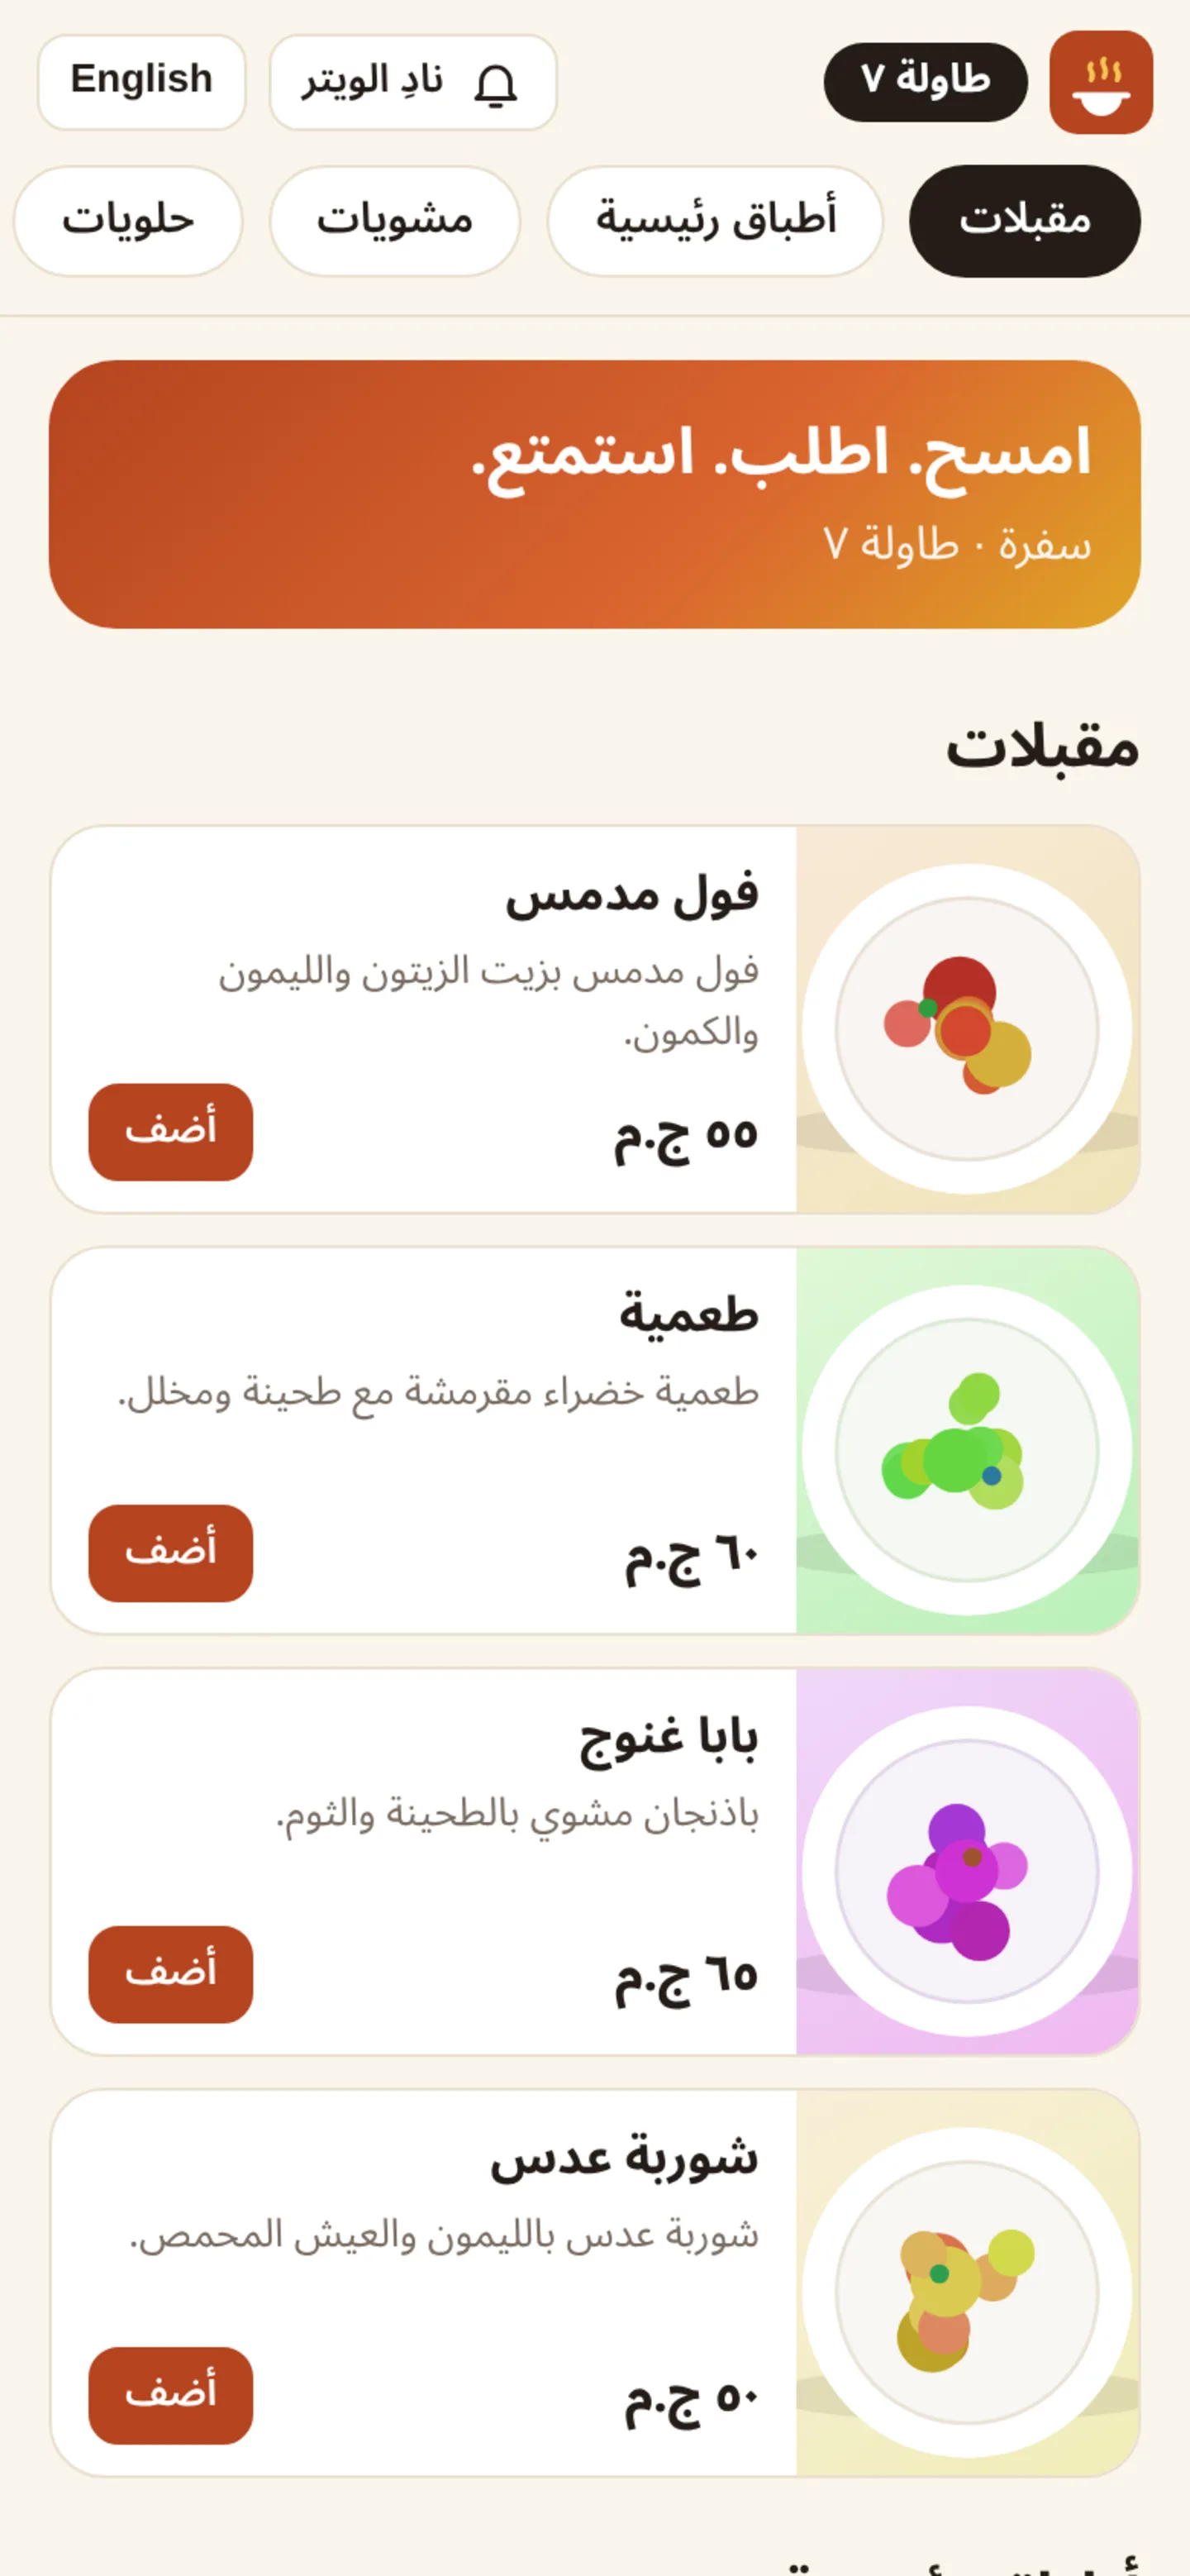 طاولة ٧
نادِ الويتر
English
مقبلات
أطباق رئيسية
مشويات
حلويات
امسح. اطلب. استمتع.
سفرة · طاولة ٧
مقبلات
فول مدمس
فول مدمس بزيت الزيتون والليمون
والكمون.
٥٥ ج.م
أضف
طعمية
طعمية خضراء مقرمشة مع طحينة ومخلل.
٦٠ ج.م
أضف
بابا غنوج
باذنجان مشوي بالطحينة والثوم.
٦٥ ج.م
أضف
شوربة عدس
شوربة عدس بالليمون والعيش المحمص.
٥٠ ج.م
أضف